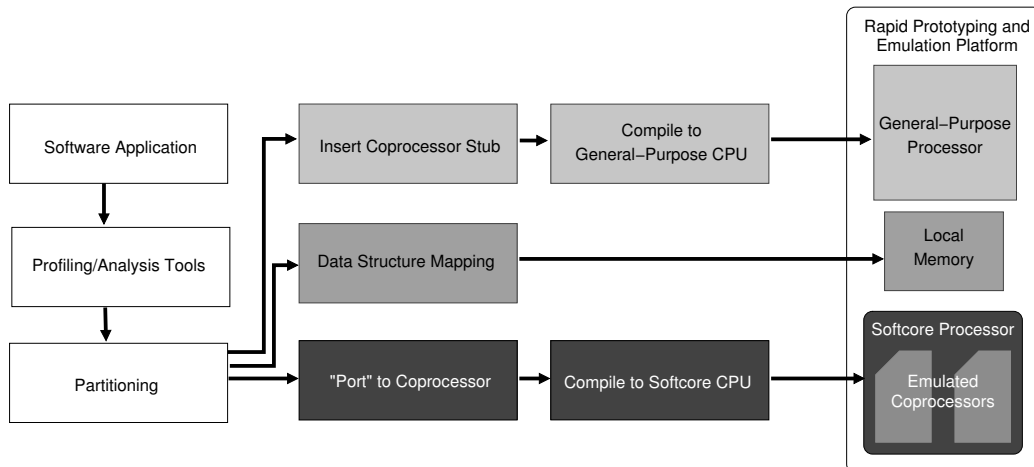 Rapid Prototyping and
Emulation Platform
Software Application
Insert Coprocessor Stub
Compile to
General−Purpose CPU
General−Purpose
Processor
Profiling/Analysis Tools
Data Structure Mapping
Local
Memory
Partitioning
"Port" to Coprocessor
Compile to Softcore CPU
Softcore Processor
Emulated
Coprocessors